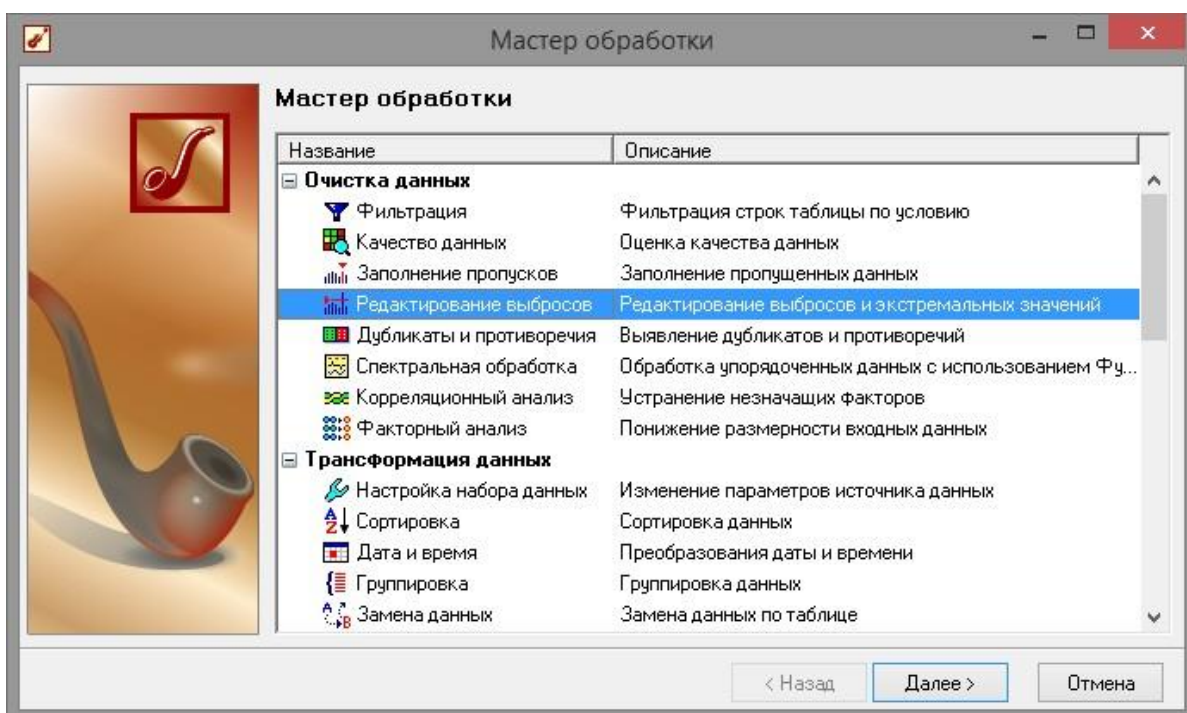 Мастер обработки
Мастер обработки
Название Описание
Очистка данных
Фильтрация Фильтрация строк таблицы по условию
Качество данных Оценка качества данных
Заполнение пропусков Заполнение пропущенных данных
Редактирование выбросов Редактирование выбросов и экстремальных значений
Дубликаты и противоречия Выявление дубликатов и противоречий
Спектральная обработка Обработка упорядоченных данных с использованием Фу...
Корреляционный анализ Устранение незначащих факторов
Факторный анализ Понижение размерности входных данных
Трансформация данных
Настройка набора данных Изменение параметров источника данных
Сортировка Сортировка данных
Дата и время Преобразования даты и времени
Группировка Группировка данных
Замена данных Замена данных по таблице
< Назад Далее > Отмена